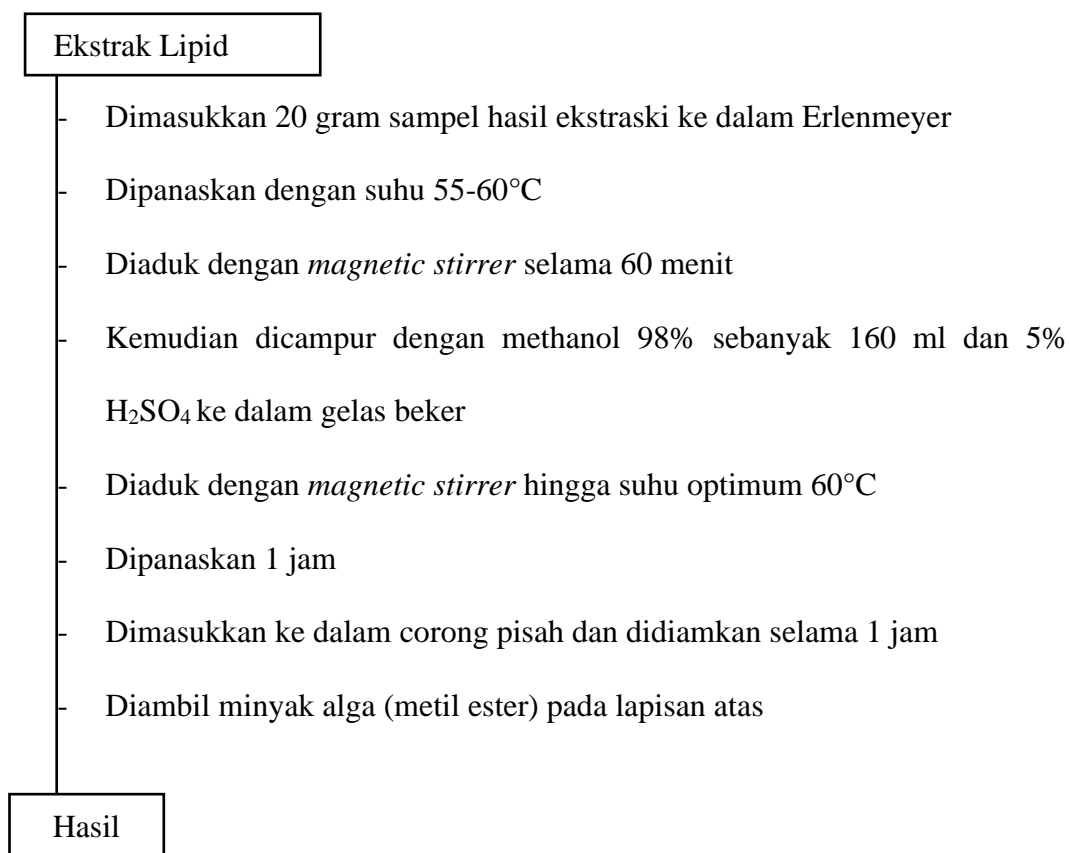 Ekstrak Lipid
- Dimasukkan 20 gram sampel hasil ekstraski ke dalam Erlenmeyer
- Dipanaskan dengan suhu 55-60°C
- Diaduk dengan magnetic stirrer selama 60 menit
- Kemudian dicampur dengan methanol 98% sebanyak 160 ml dan 5%
H₂SO₄ ke dalam gelas beker
- Diaduk dengan magnetic stirrer hingga suhu optimum 60°C
- Dipanaskan 1 jam
- Dimasukkan ke dalam corong pisah dan didiamkan selama 1 jam
- Diambil minyak alga (metil ester) pada lapisan atas
Hasil